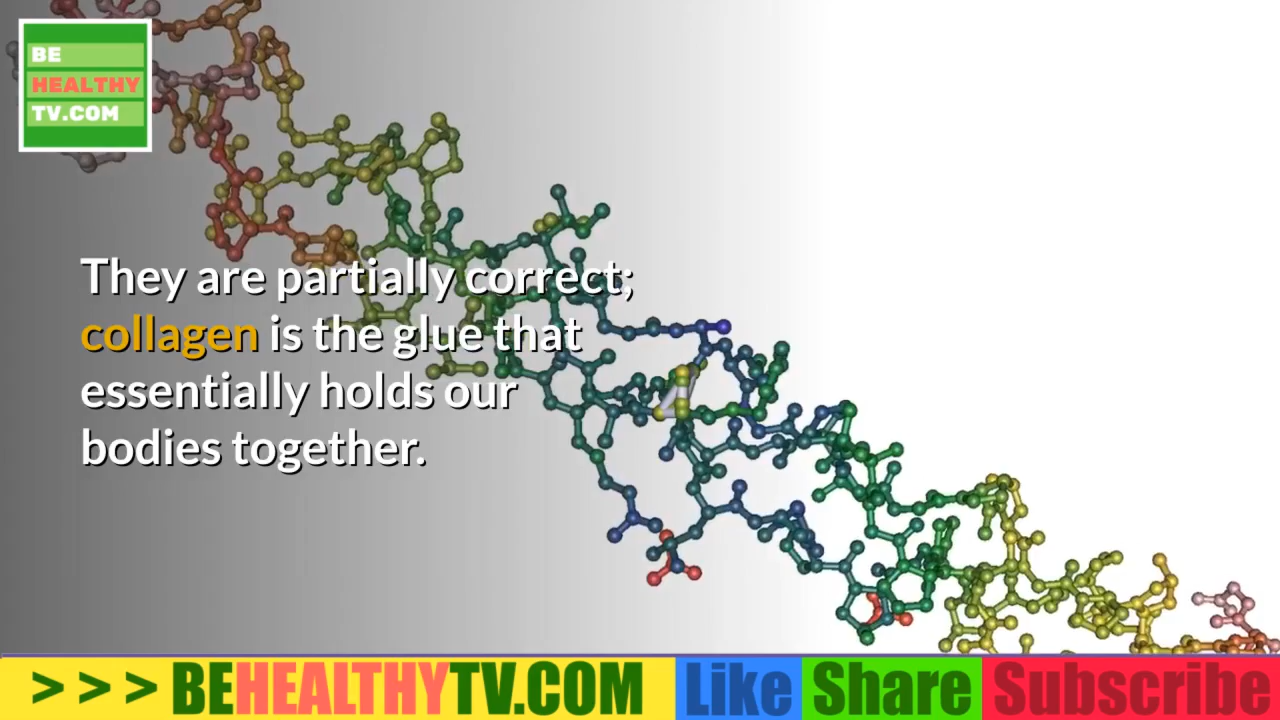 BE
HEALTHY
TV.COM
They are partially correct;
collagen is the glue that
essentially holds our
bodies together.
> > > BEHEALTHYTV.COM Like Share Subscribe